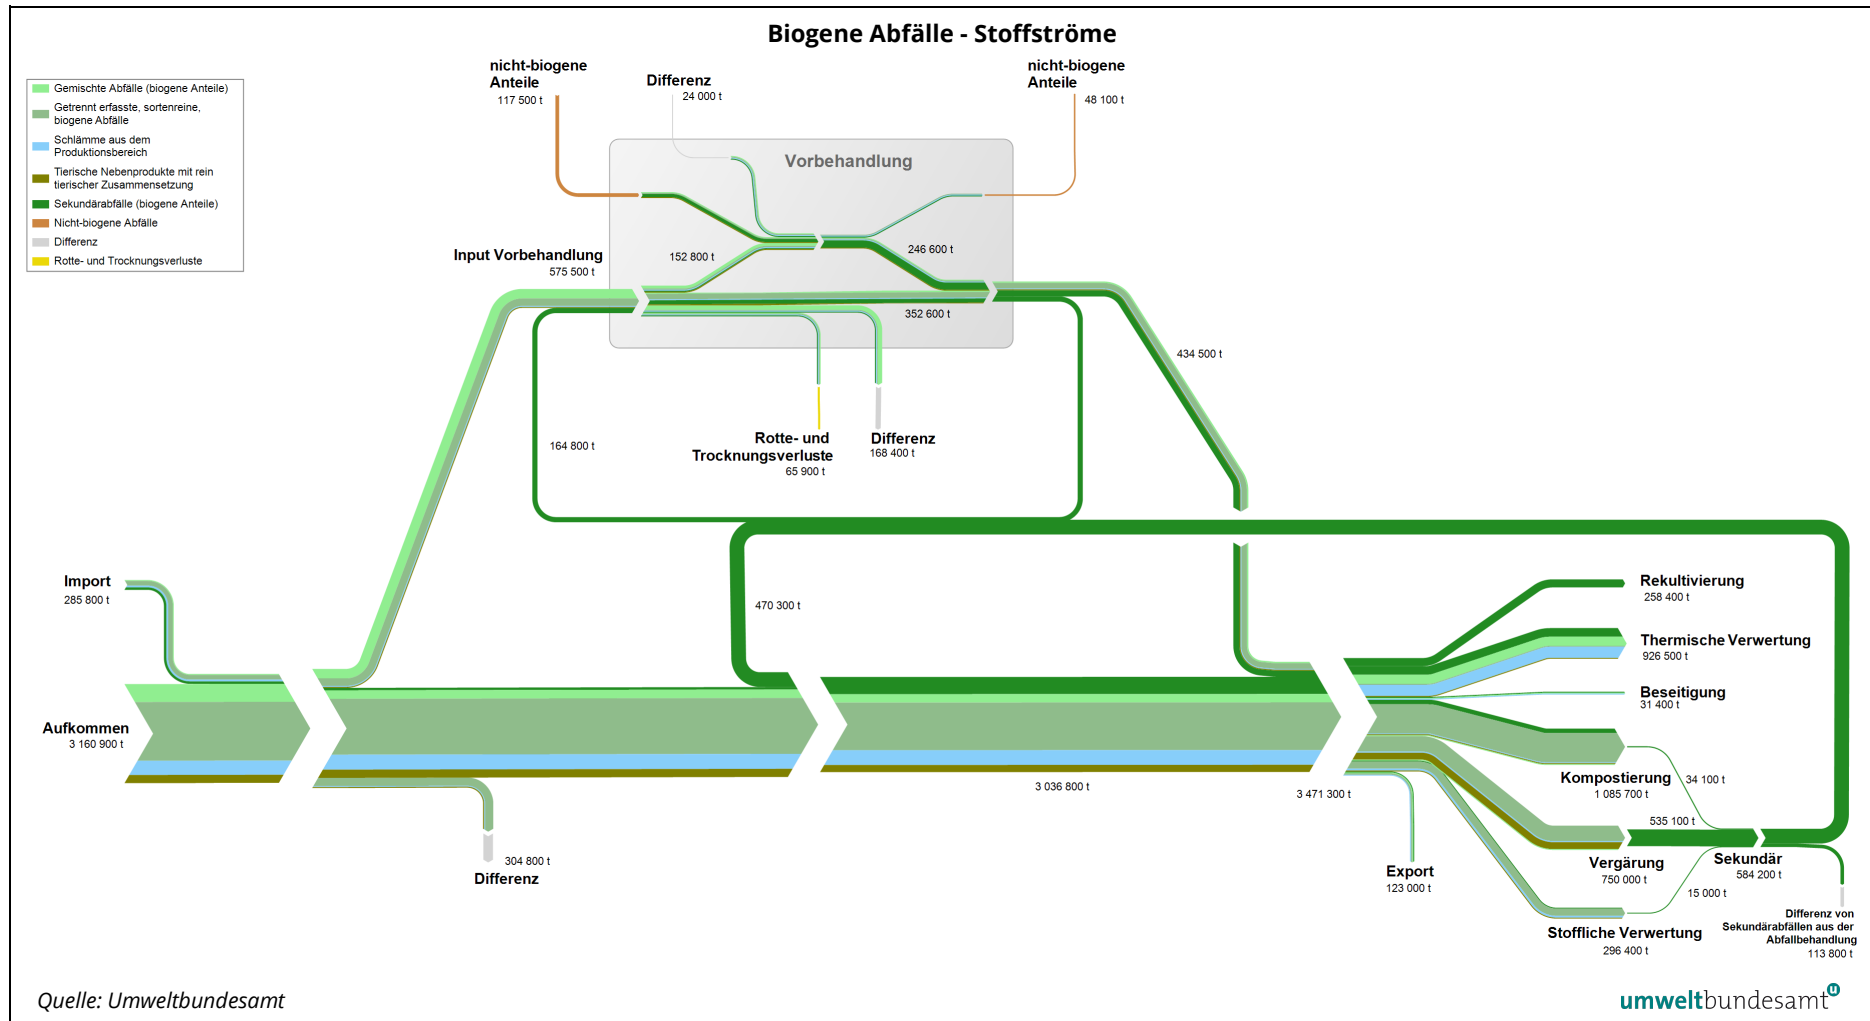 Biogene Abfälle - Stoffströme
Gemischte Abfälle (biogene Anteile)
Getrennt erfasste, sortenreine,
biogene Abfälle
Schlämme aus dem
Produktionsbereich
Tierische Nebenprodukte mit rein
tierischer Zusammensetzung
Sekundärabfälle (biogene Anteile)
Nicht-biogene Abfälle
Differenz
Rotte- und Trocknungsverluste
nicht-biogene
Anteile
117 500 t
Differenz
24 000 t
nicht-biogene
Anteile
48 100 t
Vorbehandlung
Input Vorbehandlung
575 500 t
152 800 t
246 600 t
352 600 t
434 500 t
164 800 t
Rotte- und
Trocknungsverluste
65 900 t
Differenz
168 400 t
Import
285 800 t
470 300 t
Aufkommen
3 160 900 t
304 800 t
Differenz
3 036 800 t
3 471 300 t
Rekultivierung
258 400 t
Thermische Verwertung
926 500 t
Beseitigung
31 400 t
Kompostierung
1 085 700 t
34 100 t
535 100 t
Vergärung
750 000 t
Sekundär
584 200 t
Export
123 000 t
15 000 t
Stoffliche Verwertung
296 400 t
Differenz von
Sekundärabfällen aus der
Abfallbehandlung
113 800 t
Quelle: Umweltbundesamt
umweltbundesamt u